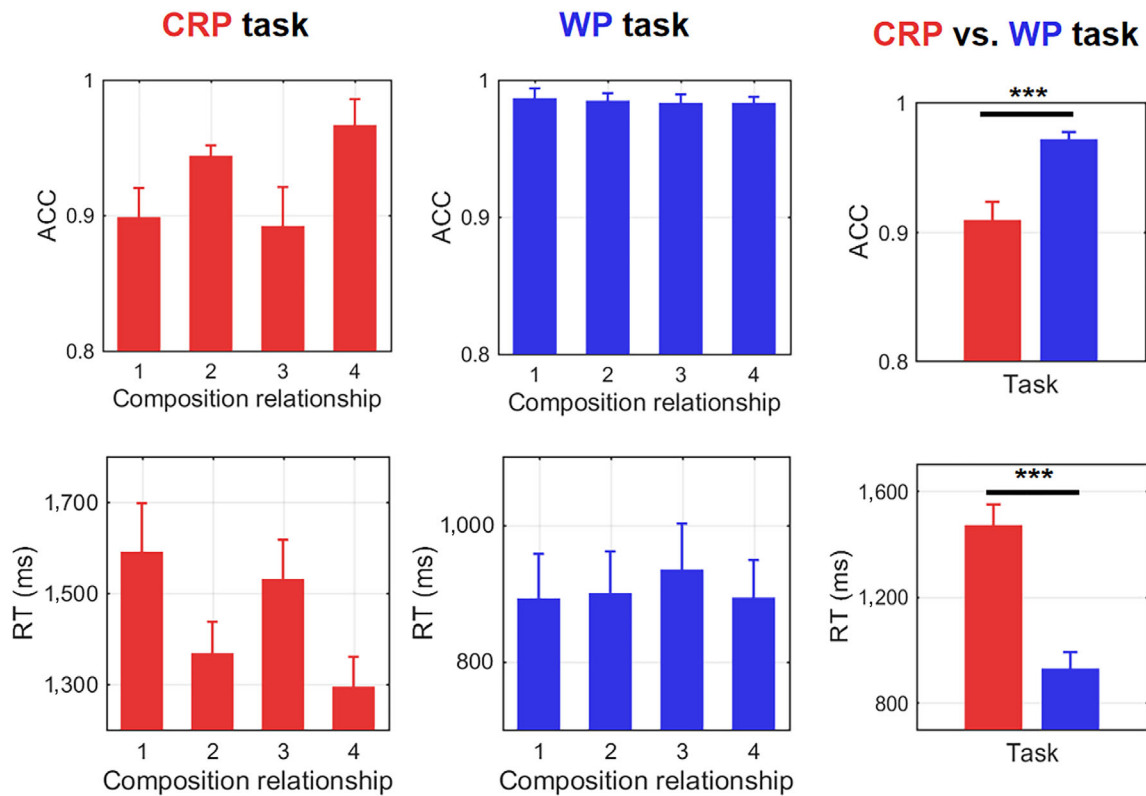 CRP task
WP task
CRP vs. WP task
1
0.9
0.8
ACC
1 2 3 4
Composition relationship
1
0.9
0.8
ACC
1 2 3 4
Composition relationship
1
0.9
0.8
ACC
***
Task
1,700
1,500
1,300
RT (ms)
1 2 3 4
Composition relationship
1,000
800
RT (ms)
1 2 3 4
Composition relationship
1,600
1,200
800
RT (ms)
***
Task